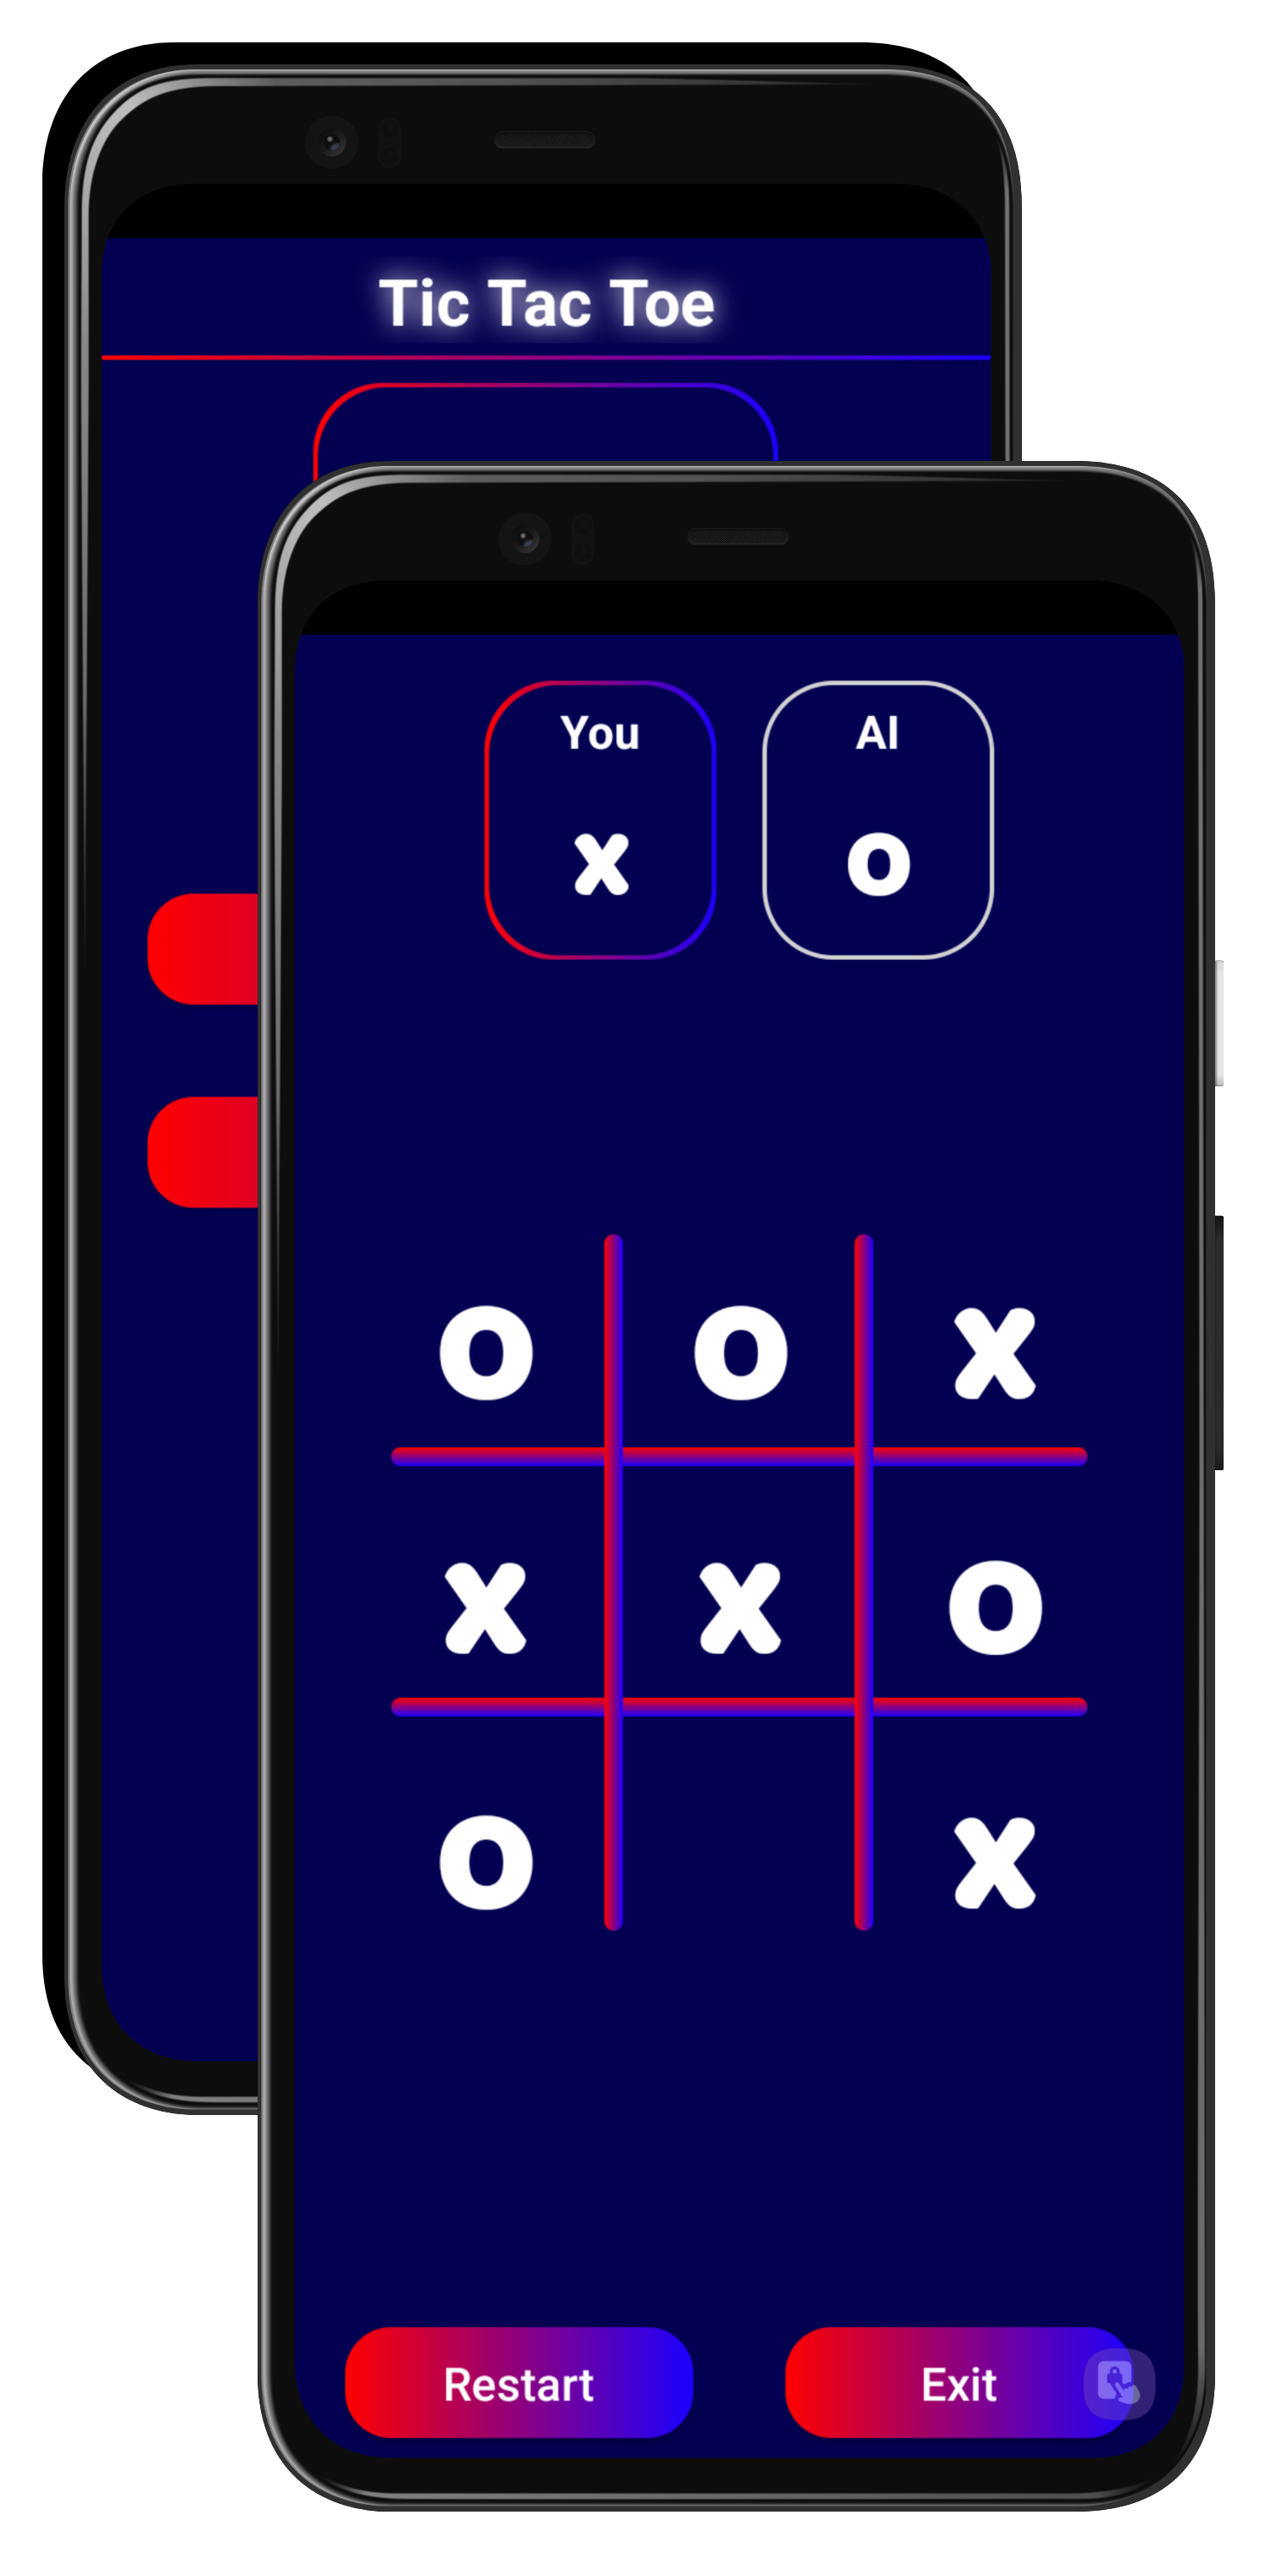 Tic Tac Toe
You AI
x o
o o x
x x o
o x
Restart Exit